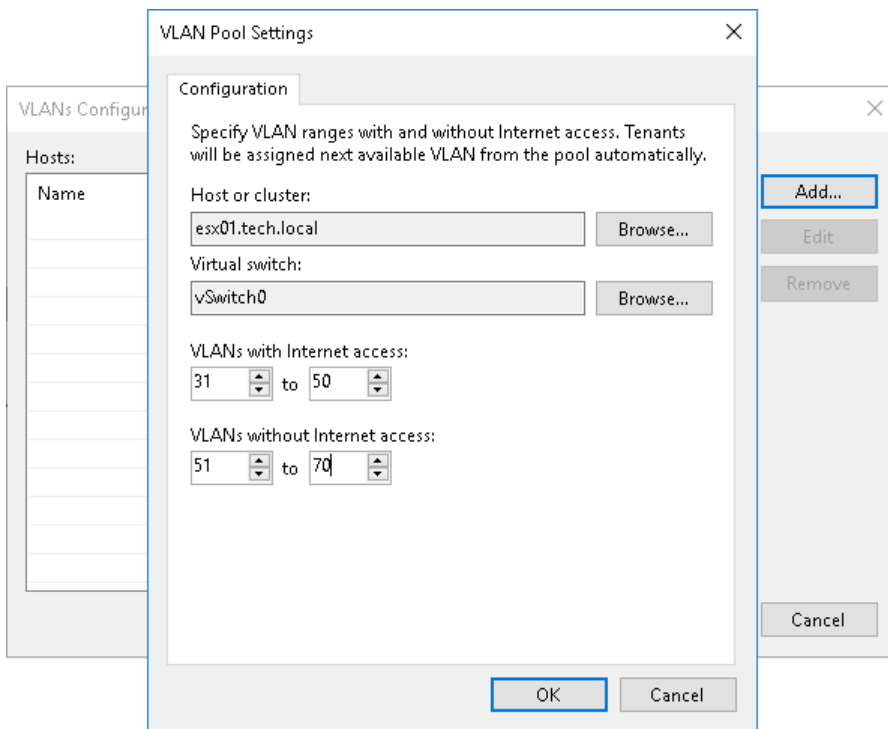 VLAN Pool Settings
VLANs Configur
Hosts:
Name
Add...
Edit
Remove
Cancel
Configuration
Specify VLAN ranges with and without Internet access. Tenants
will be assigned next available VLAN from the pool automatically.
Host or cluster:
esx01.tech.local
Browse...
Virtual switch:
vSwitch0
Browse...
VLANs with Internet access:
31 to 50
VLANs without Internet access:
51 to 70
OK
Cancel